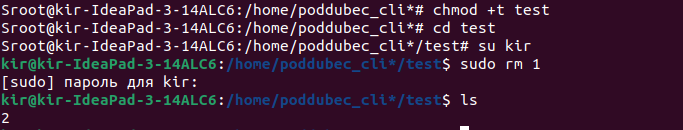 Sroot@kir-IdeaPad-3-14ALC6:/home/poddubec_cli*# chmod +t test
Sroot@kir-IdeaPad-3-14ALC6:/home/poddubec_cli*# cd test
Sroot@kir-IdeaPad-3-14ALC6:/home/poddubec_cli*/test# su kir
kir@kir-IdeaPad-3-14ALC6:/home/poddubec_cli*/test$ sudo rm 1
[sudo] пароль для kir:
kir@kir-IdeaPad-3-14ALC6:/home/poddubec_cli*/test$ ls
2